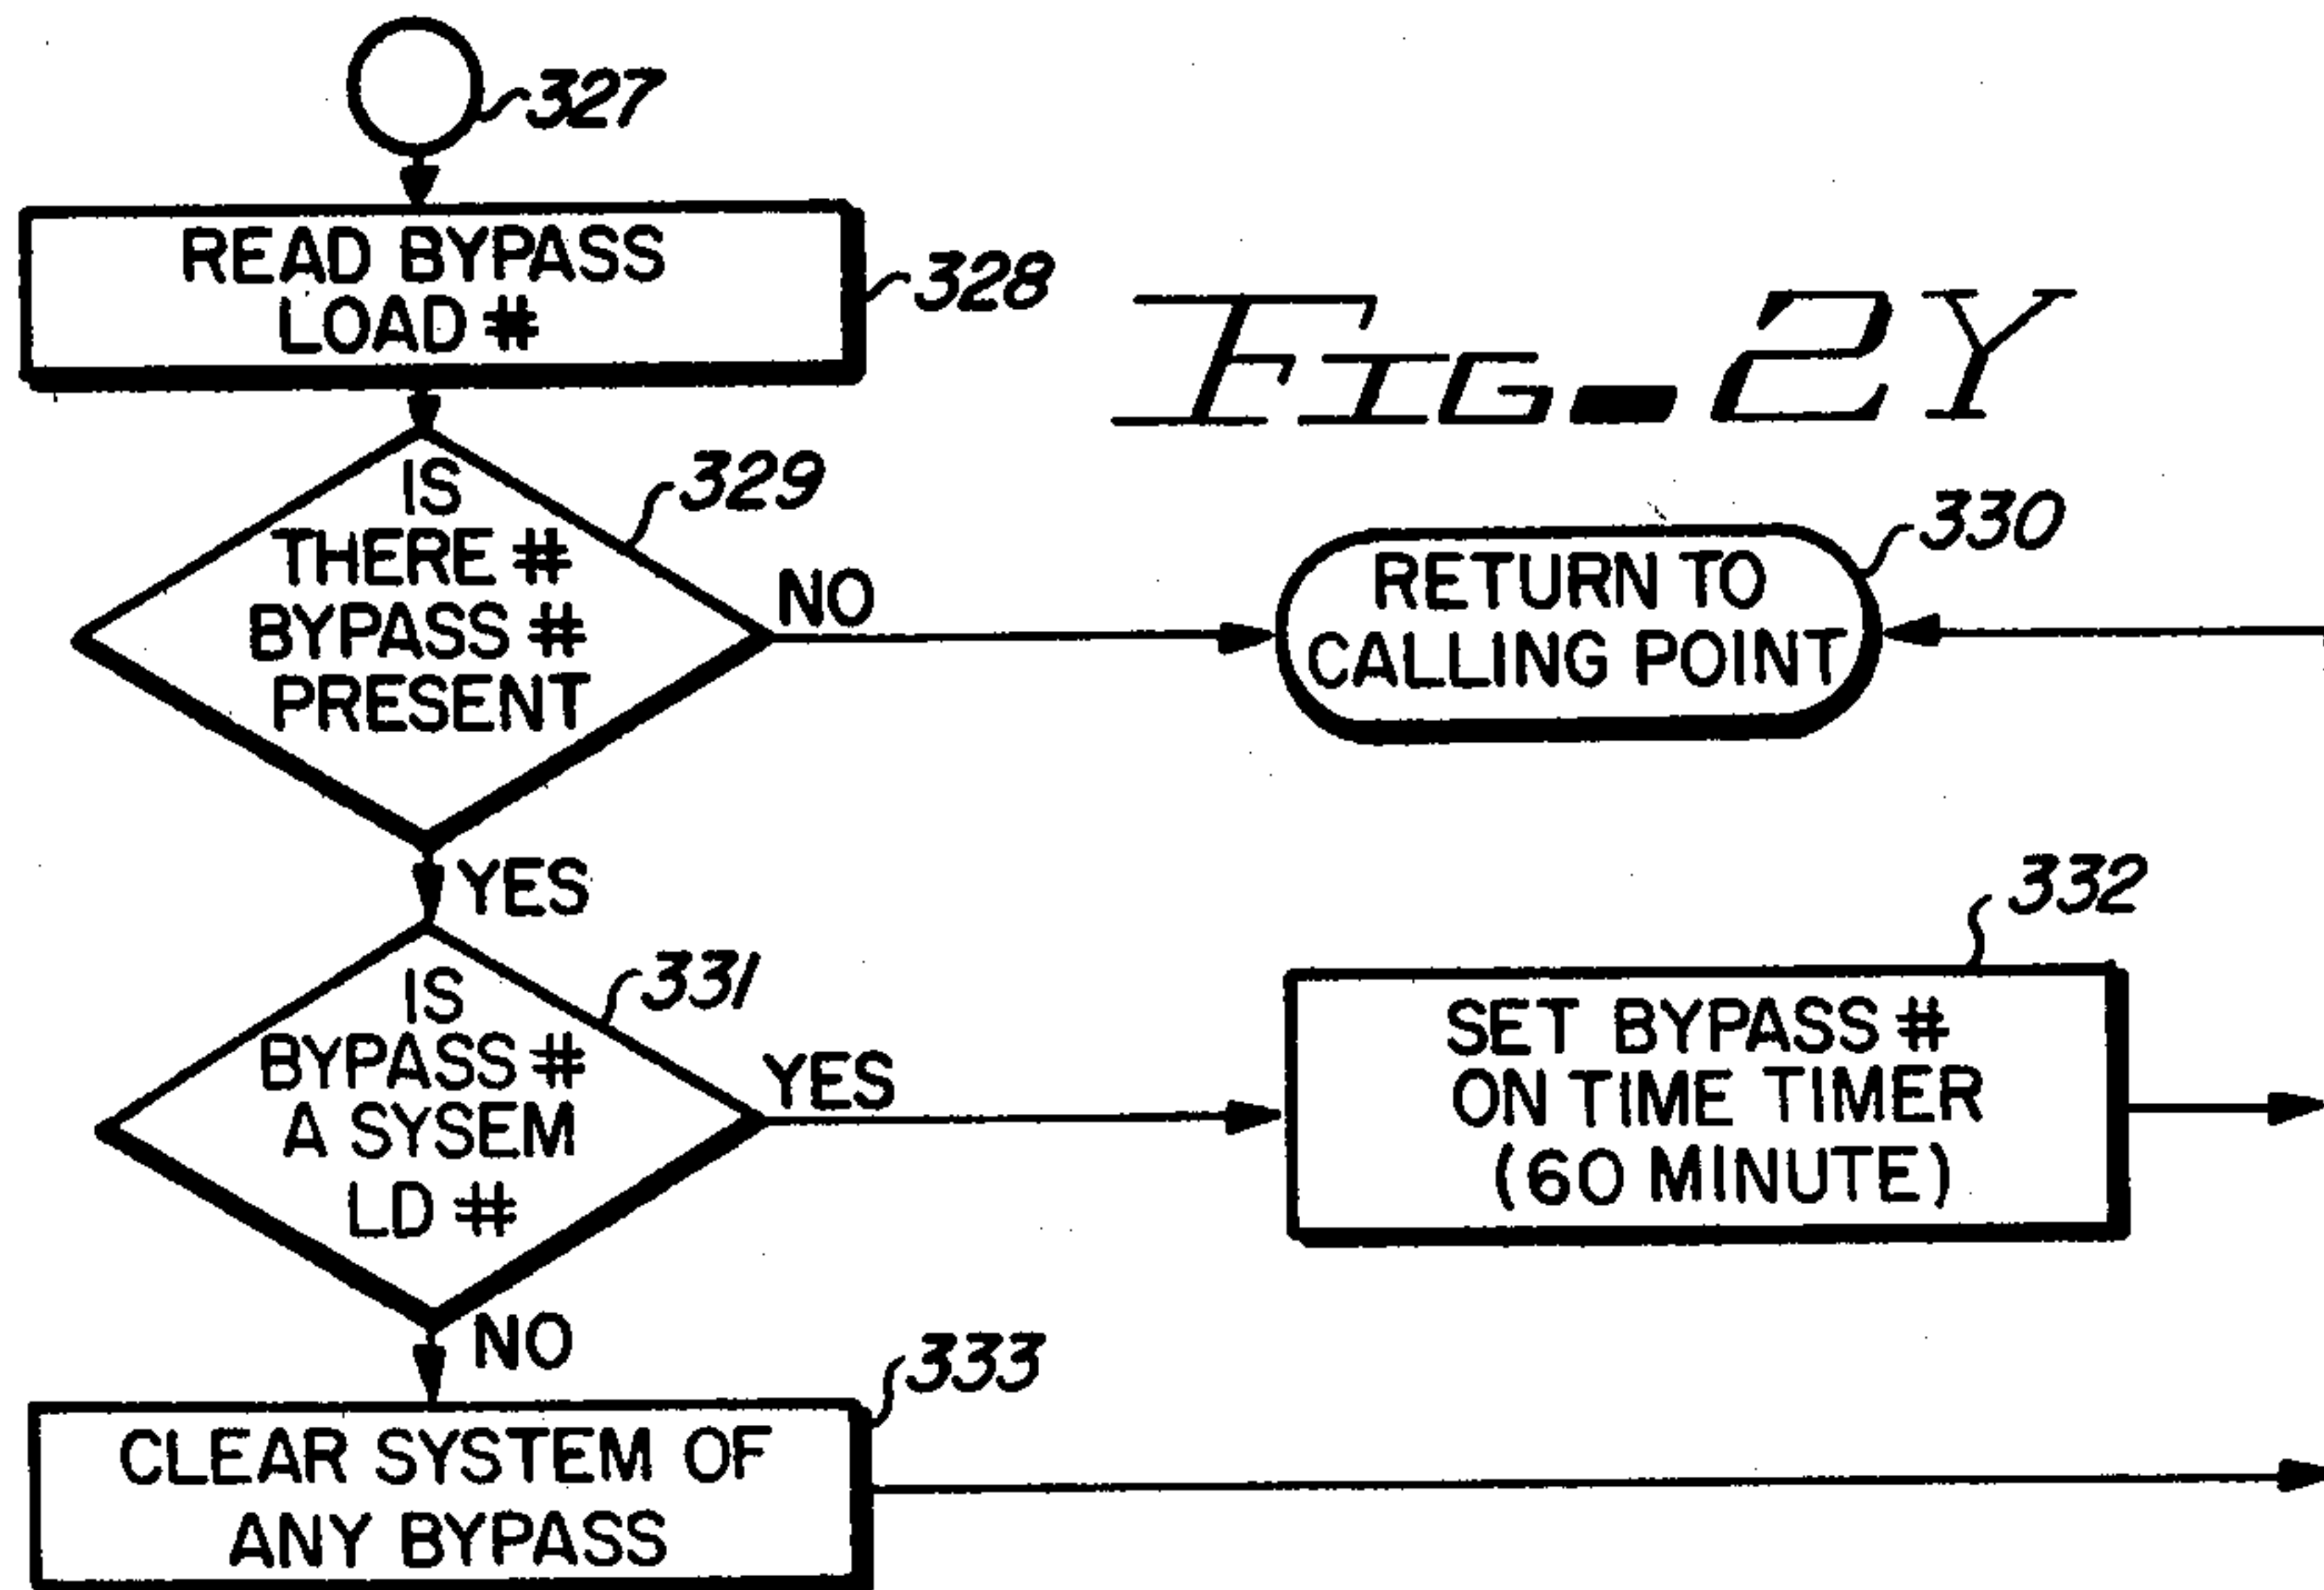 327
READ BYPASS
LOAD #
328
FIG. 2Y
IS
THERE #
BYPASS #
PRESENT
329
NO
RETURN TO
CALLING POINT
330
YES
IS
BYPASS #
A SYSEM
LD #
331
YES
SET BYPASS #
ON TIME TIMER
(60 MINUTE)
332
NO
CLEAR SYSTEM OF
ANY BYPASS
333